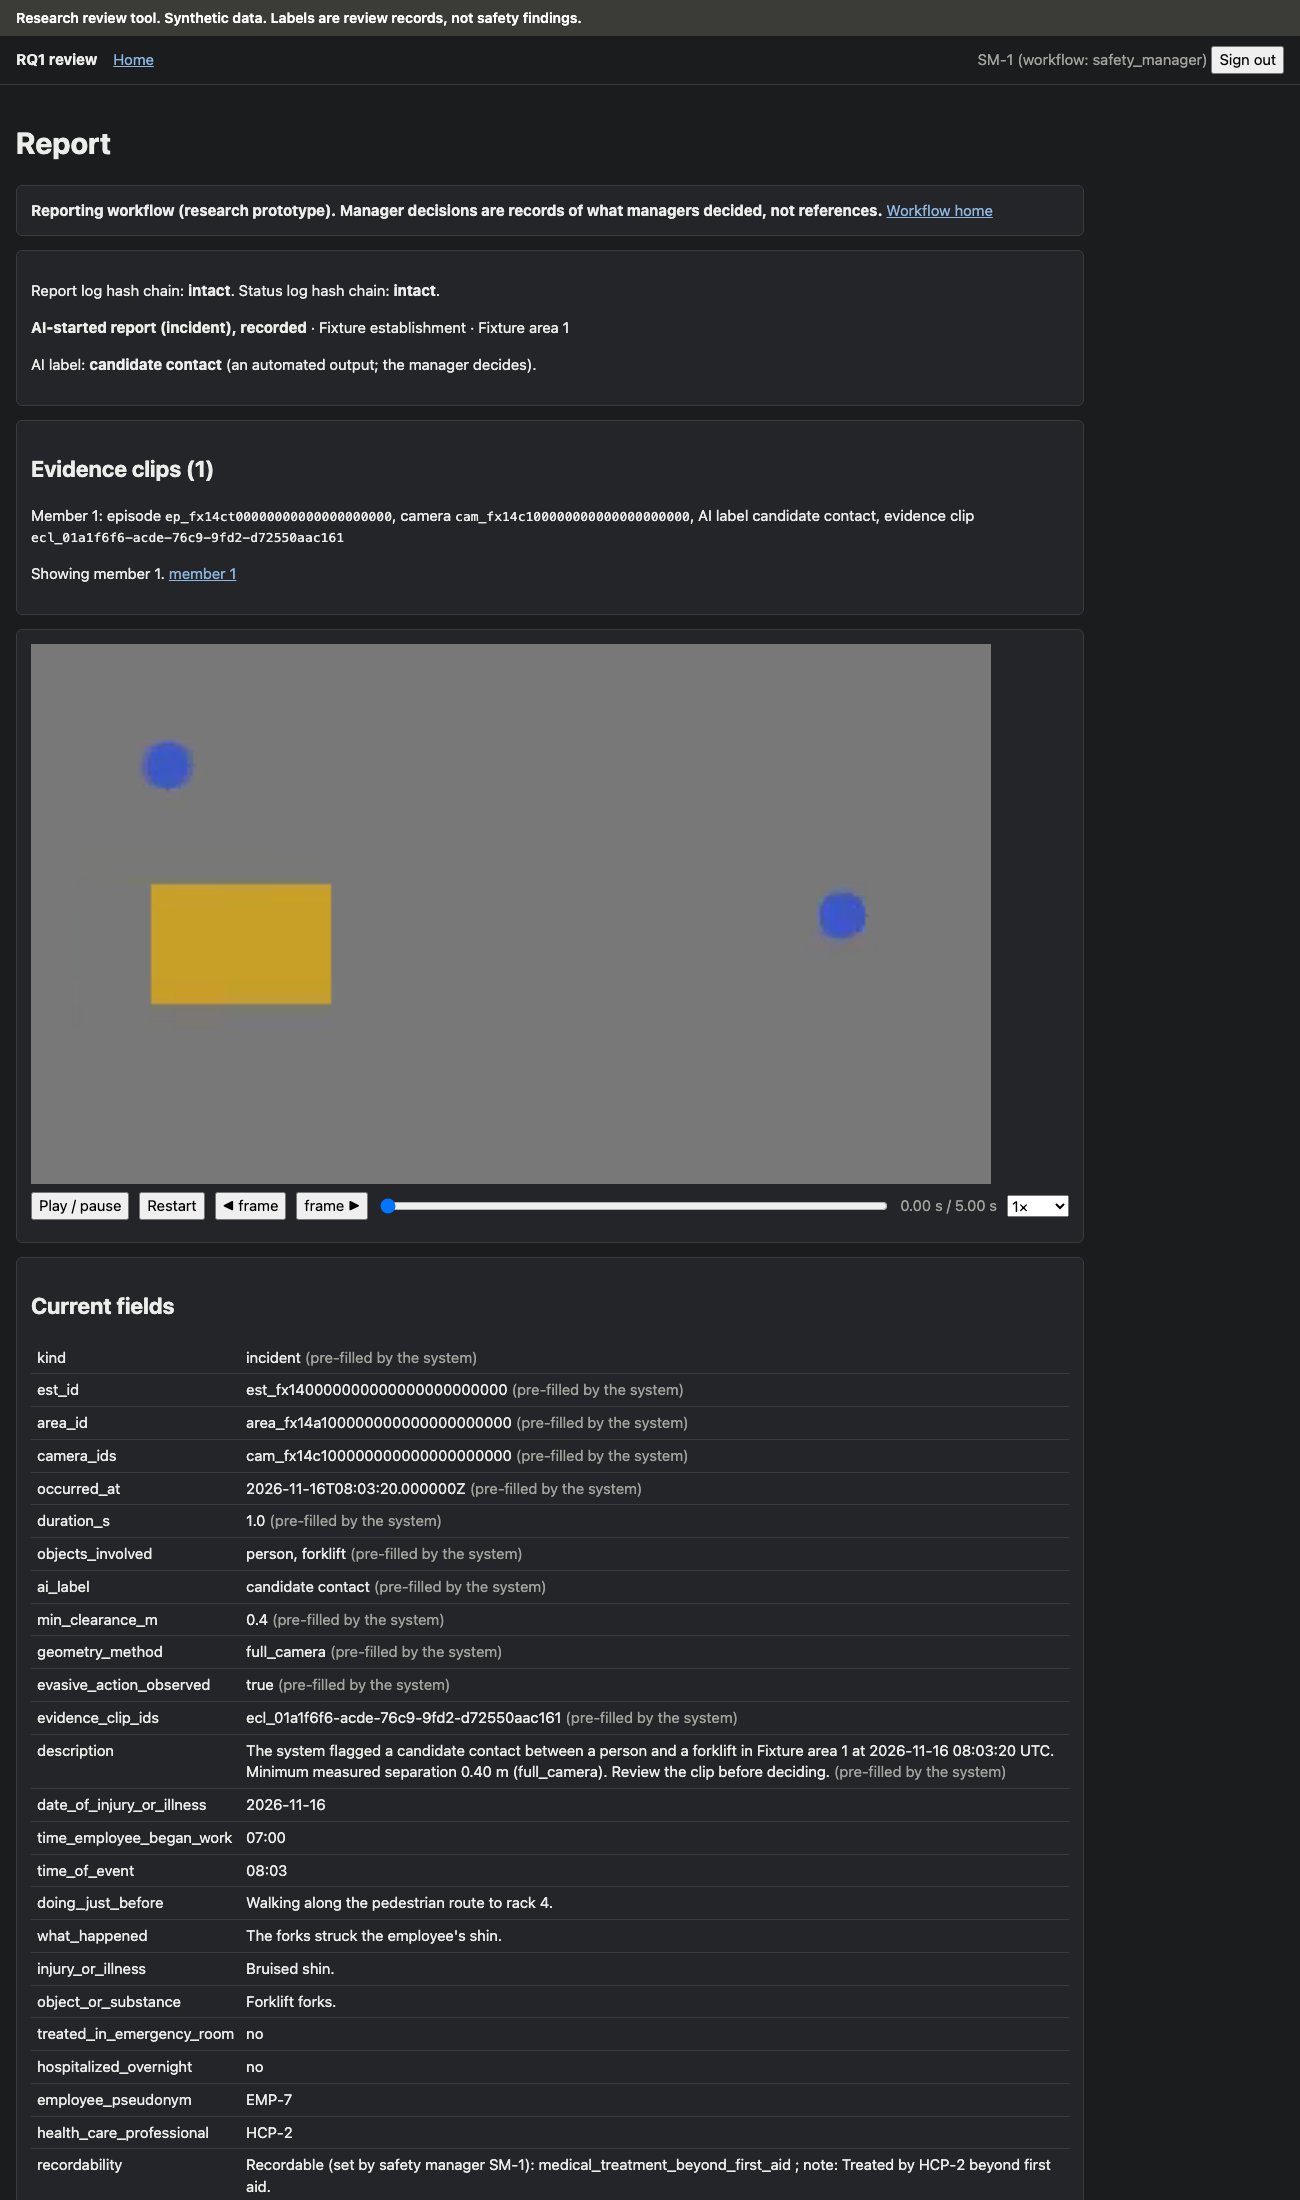 Research review tool. Synthetic data. Labels are review records, not safety findings.
RQ1 review Home SM-1 (workflow: safety_manager) Sign out
Report
Reporting workflow (research prototype). Manager decisions are records of what managers decided, not references. Workflow home
Report log hash chain: intact. Status log hash chain: intact.
AI-started report (incident), recorded · Fixture establishment · Fixture area 1
AI label: candidate contact (an automated output; the manager decides).
Evidence clips (1)
Member 1: episode ep_fx14ct00000000000000000000, camera cam_fx14c100000000000000000000, AI label candidate contact, evidence clip
ecl_01a1f6f6-acde-76c9-9fd2-d72550aac161
Showing member 1. member 1
Play / pause Restart ◀ frame frame ▶ 0.00 s / 5.00 s 1×
Current fields
kind incident (pre-filled by the system)
est_id est_fx1400000000000000000000000 (pre-filled by the system)
area_id area_fx14a100000000000000000000 (pre-filled by the system)
camera_ids cam_fx14c100000000000000000000 (pre-filled by the system)
occurred_at 2026-11-16T08:03:20.000000Z (pre-filled by the system)
duration_s 1.0 (pre-filled by the system)
objects_involved person, forklift (pre-filled by the system)
ai_label candidate contact (pre-filled by the system)
min_clearance_m 0.4 (pre-filled by the system)
geometry_method full_camera (pre-filled by the system)
evasive_action_observed true (pre-filled by the system)
evidence_clip_ids ecl_01a1f6f6-acde-76c9-9fd2-d72550aac161 (pre-filled by the system)
description The system flagged a candidate contact between a person and a forklift in Fixture area 1 at 2026-11-16 08:03:20 UTC.
Minimum measured separation 0.40 m (full_camera). Review the clip before deciding. (pre-filled by the system)
date_of_injury_or_illness 2026-11-16
time_employee_began_work 07:00
time_of_event 08:03
doing_just_before Walking along the pedestrian route to rack 4.
what_happened The forks struck the employee's shin.
injury_or_illness Bruised shin.
object_or_substance Forklift forks.
treated_in_emergency_room no
hospitalized_overnight no
employee_pseudonym EMP-7
health_care_professional HCP-2
recordability Recordable (set by safety manager SM-1): medical_treatment_beyond_first_aid ; note: Treated by HCP-2 beyond first
aid.